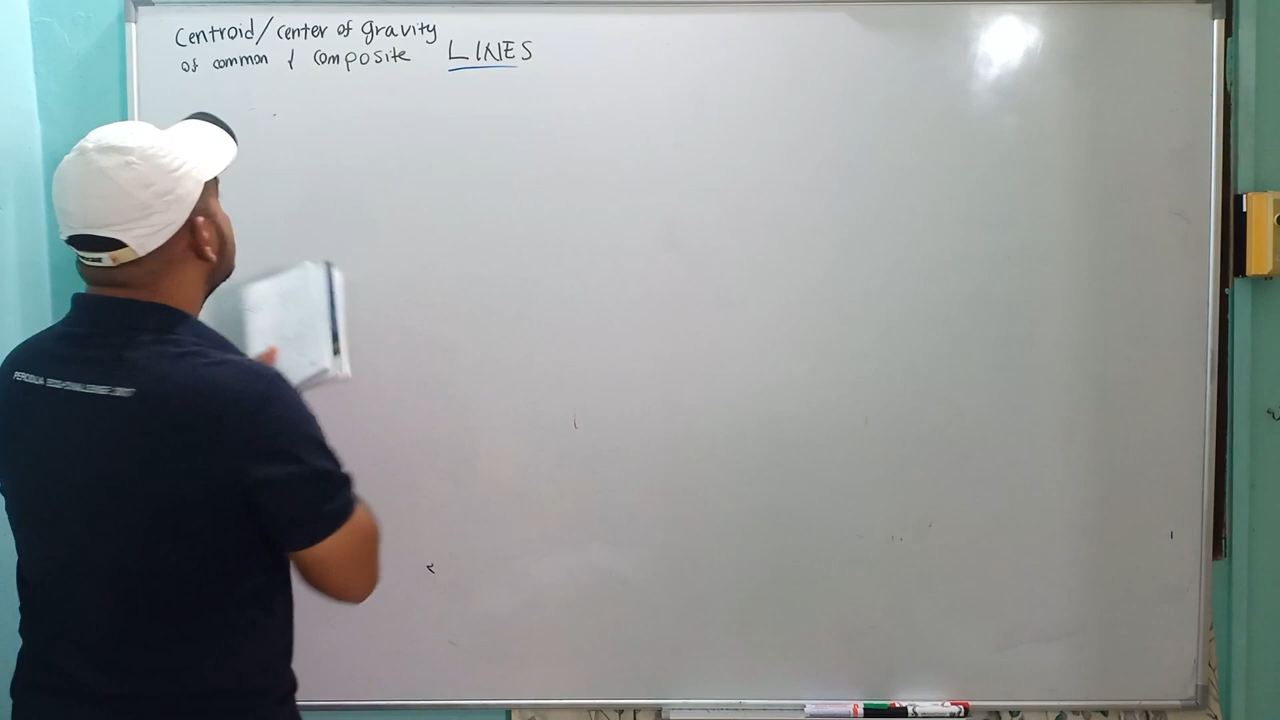 Centroid/center of gravity
of common & composite LINES